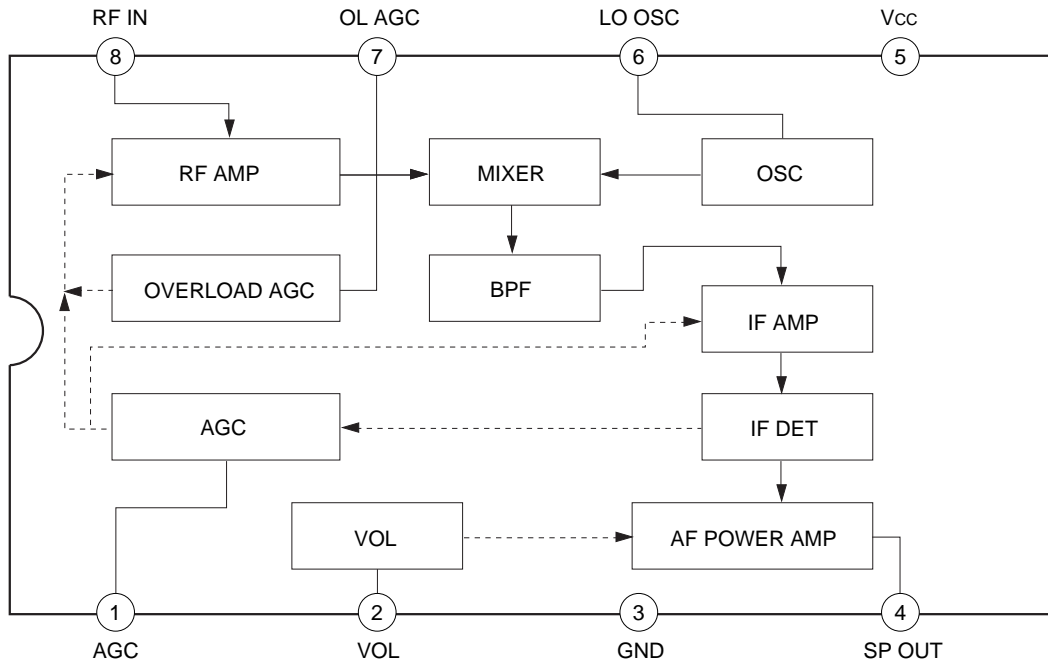 RF IN
OL AGC
LO OSC
Vcc
8
7
6
5
RF AMP
MIXER
OSC
OVERLOAD AGC
BPF
IF AMP
AGC
IF DET
VOL
AF POWER AMP
1
2
3
4
AGC
VOL
GND
SP OUT